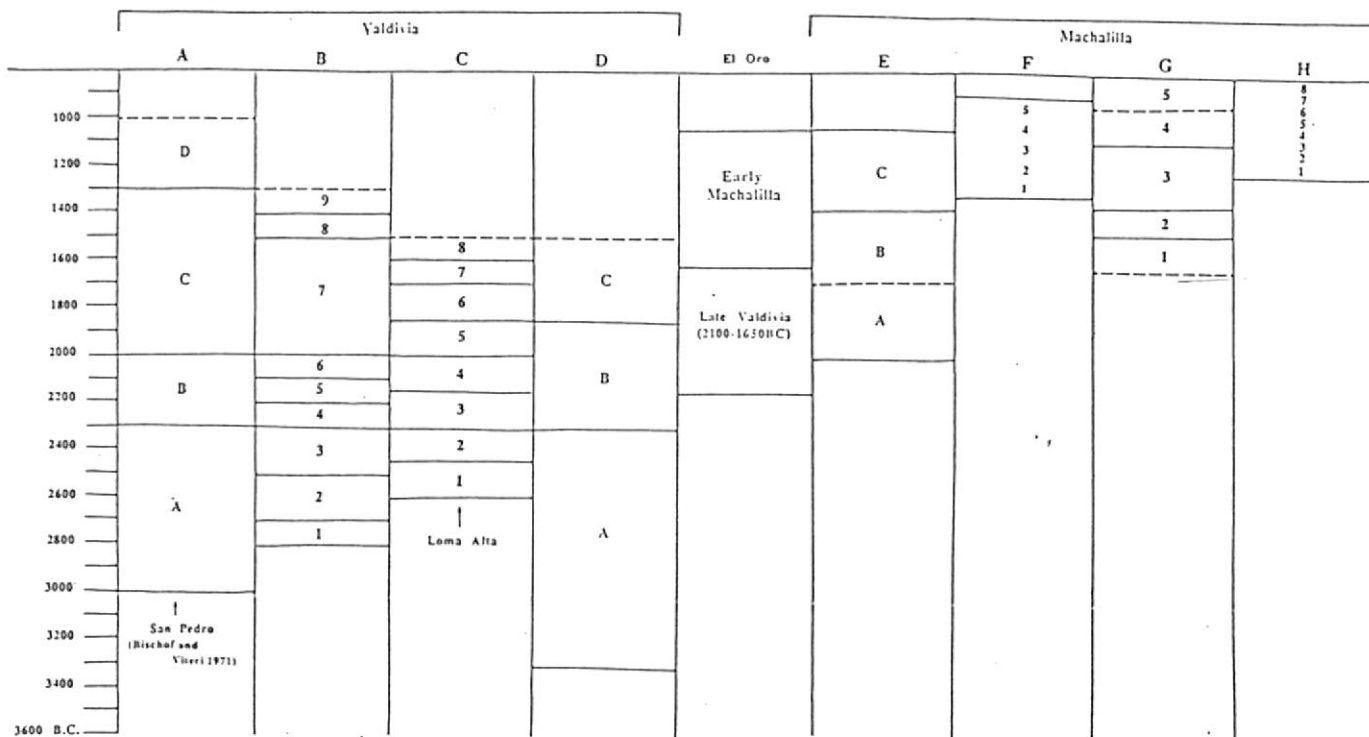 Valdivia
Machalilla
A B C D El Oro E F G H
1000
1200
1400
1600
1800
2000
2200
2400
2600
2800
3000
3200
3400
3600 B.C.
D
C
B
A
San Pedro
(Bischof and
Viteri 1971)
9
8
7
6
5
4
3
2
1
8
7
6
5
4
3
2
1
Loma Alta
C
B
A
Early
Machalilla
Late Valdivia
(2100-1650BC)
C
B
A
5
4
3
2
1
5
4
3
2
1
8
7
6
5
4
3
2
1